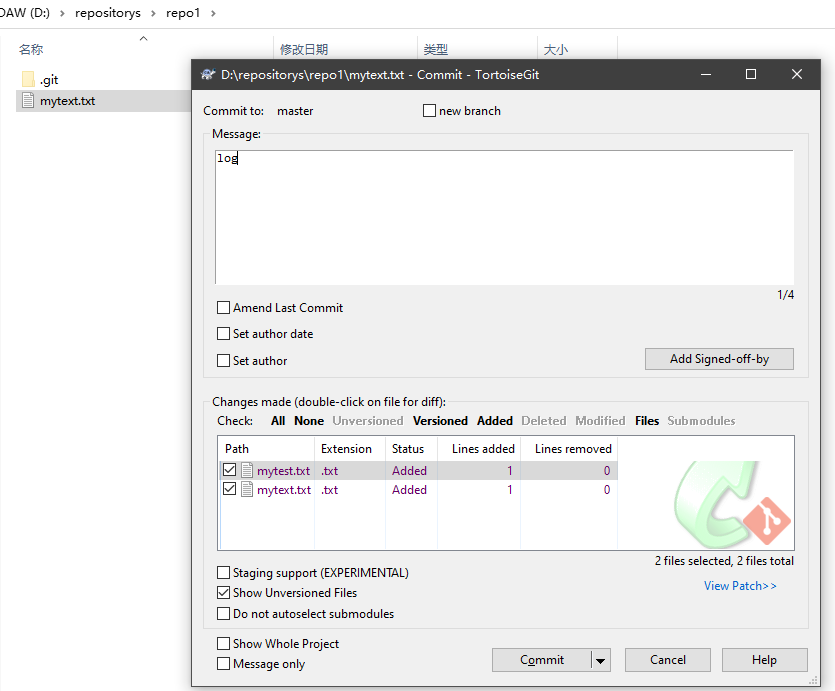 DAW (D:) > repositorys > repo1 >
名称 修改日期 类型 大小
.git
mytext.txt
D:\repositorys\repo1\mytext.txt - Commit - TortoiseGit
Commit to: master new branch
Message:
log
1/4
Amend Last Commit
Set author date
Set author
Add Signed-off-by
Changes made (double-click on file for diff):
Check: All None Unversioned Versioned Added Deleted Modified Files Submodules
Path Extension Status Lines added Lines removed
mytest.txt .txt Added 1 0
mytext.txt .txt Added 1 0
2 files selected, 2 files total
Staging support (EXPERIMENTAL)
View Patch>>
Show Unversioned Files
Do not autoselect submodules
Show Whole Project
Message only
Commit Cancel Help